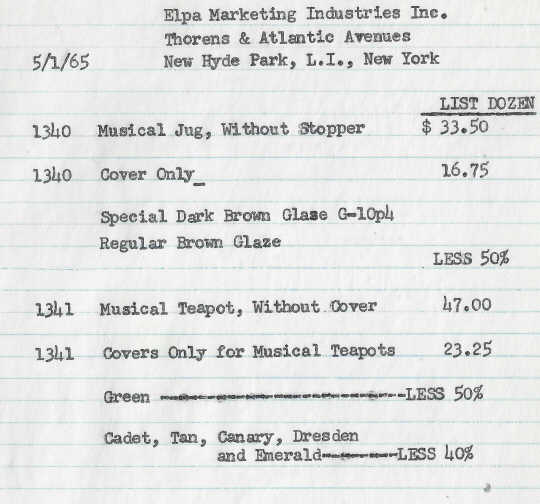 Elpa Marketing Industries Inc.
Thorens & Atlantic Avenues
5/1/65 New Hyde Park, L.I., New York
LIST DOZEN
1340 Musical Jug, Without Stopper $ 33.50
1340 Cover Only_ 16.75
Special Dark Brown Glaze G-10p4
Regular Brown Glaze
LESS 50%
1341 Musical Teapot, Without Cover 47.00
1341 Covers Only for Musical Teapots 23.25
Green ---------------------------LESS 50%
Cadet, Tan, Canary, Dresden
and Emerald---------LESS 40%